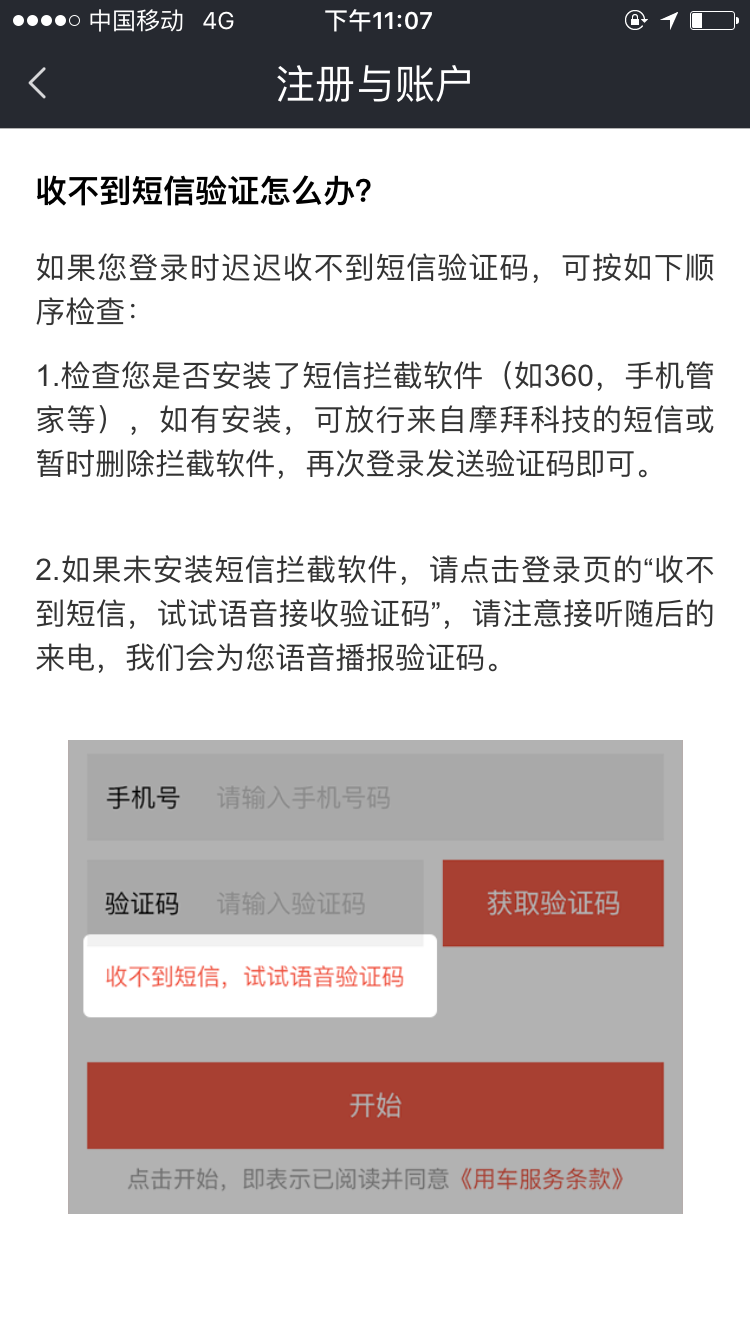 中国移动 4G 下午11:07
注册与账户
收不到短信验证怎么办?
如果您登录时迟迟收不到短信验证码，可按如下顺
序检查：
1.检查您是否安装了短信拦截软件（如360，手机管
家等），如有安装，可放行来自摩拜科技的短信或
暂时删除拦截软件，再次登录发送验证码即可。
2.如果未安装短信拦截软件，请点击登录页的“收不
到短信，试试语音接收验证码”，请注意接听随后的
来电，我们会为您语音播报验证码。
手机号 请输入手机号码
验证码 请输入验证码 获取验证码
收不到短信，试试语音验证码
开始
点击开始，即表示已阅读并同意《用车服务条款》